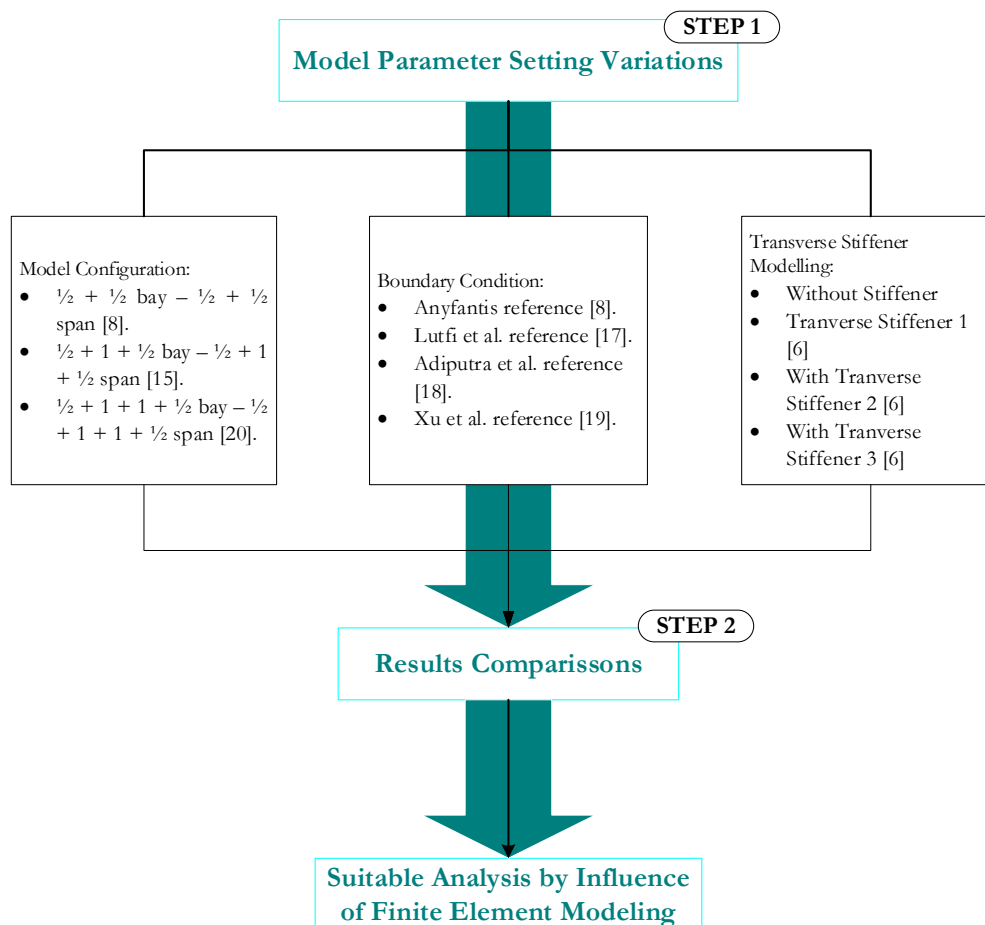 STEP 1
Model Parameter Setting Variations
Model Configuration:
• ½ + ½ bay – ½ + ½
span [8].
• ½ + 1 + ½ bay – ½ + 1
+ ½ span [15].
• ½ + 1 + 1 + ½ bay – ½
+ 1 + 1 + ½ span [20].
Boundary Condition:
• Anyfantis reference [8].
• Lutfi et al. reference [17].
• Adiputra et al. reference
[18].
• Xu et al. reference [19].
Transverse Stiffener
Modelling:
• Without Stiffener
• Tranverse Stiffener 1
[6]
• With Tranverse
Stiffener 2 [6]
• With Tranverse
Stiffener 3 [6]
STEP 2
Results Comparissons
Suitable Analysis by Influence
of Finite Element Modeling